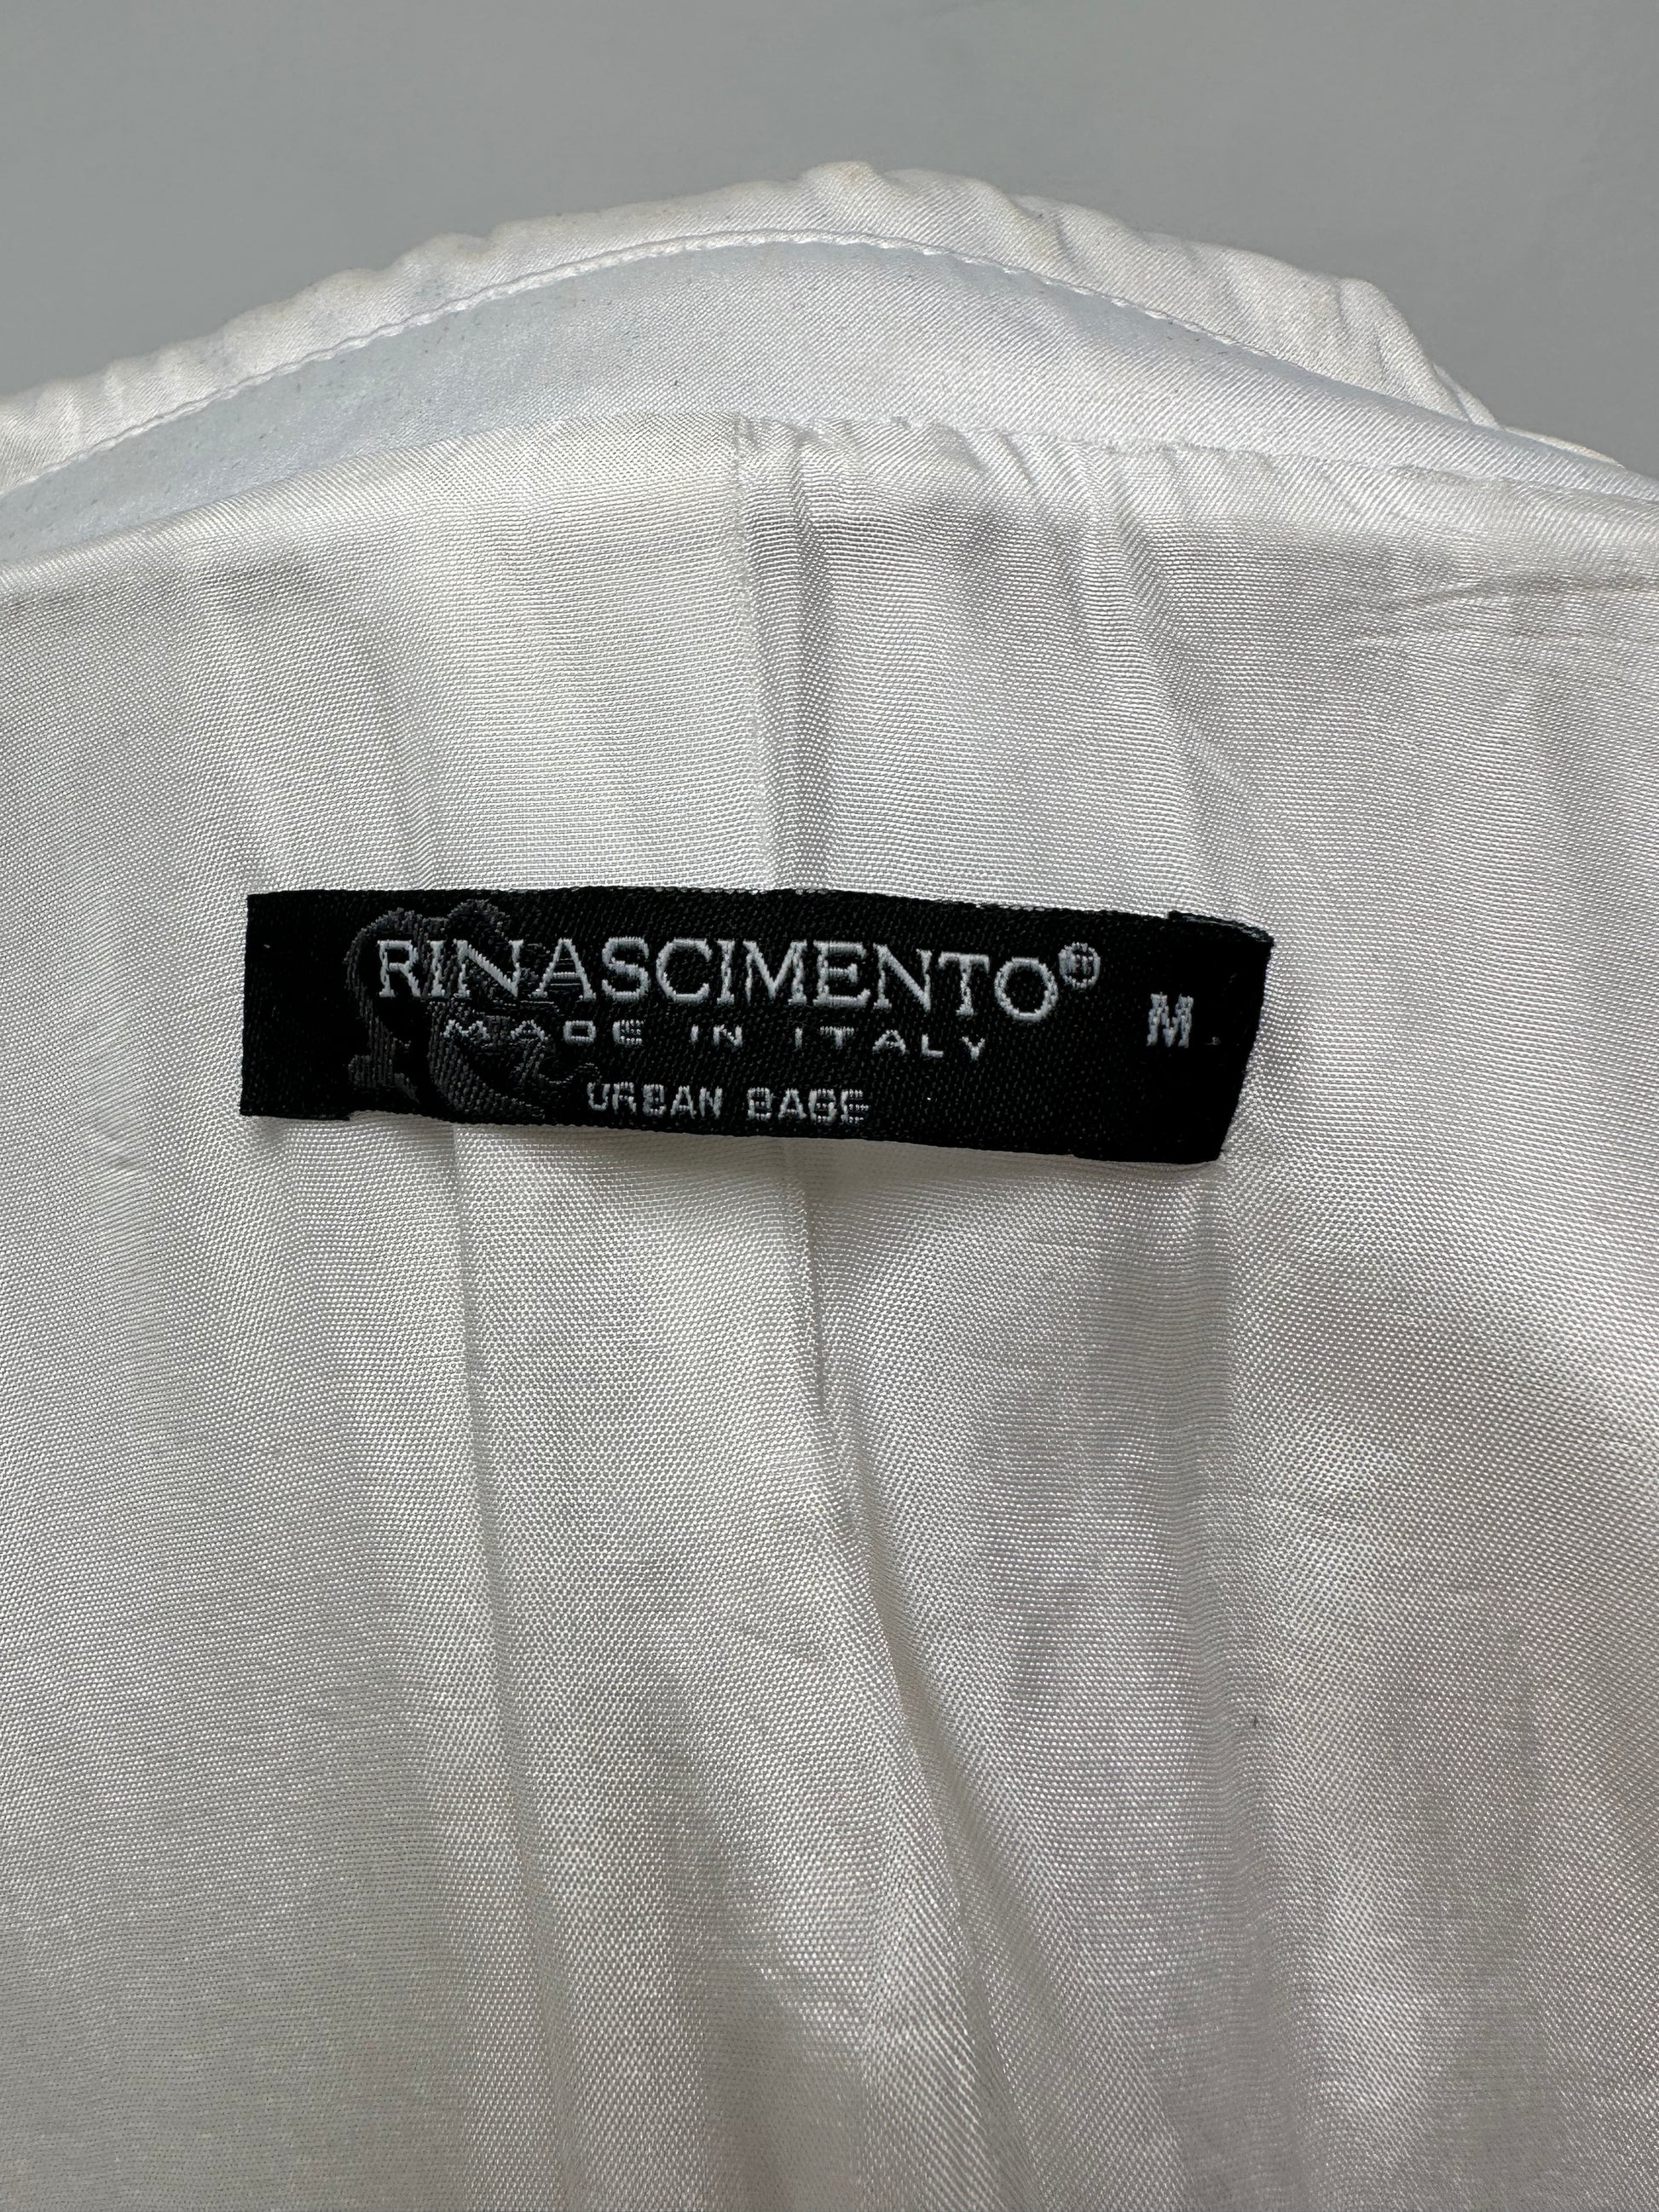 RINASCIMENTO®
MADE IN ITALY M
URBAN BAGE